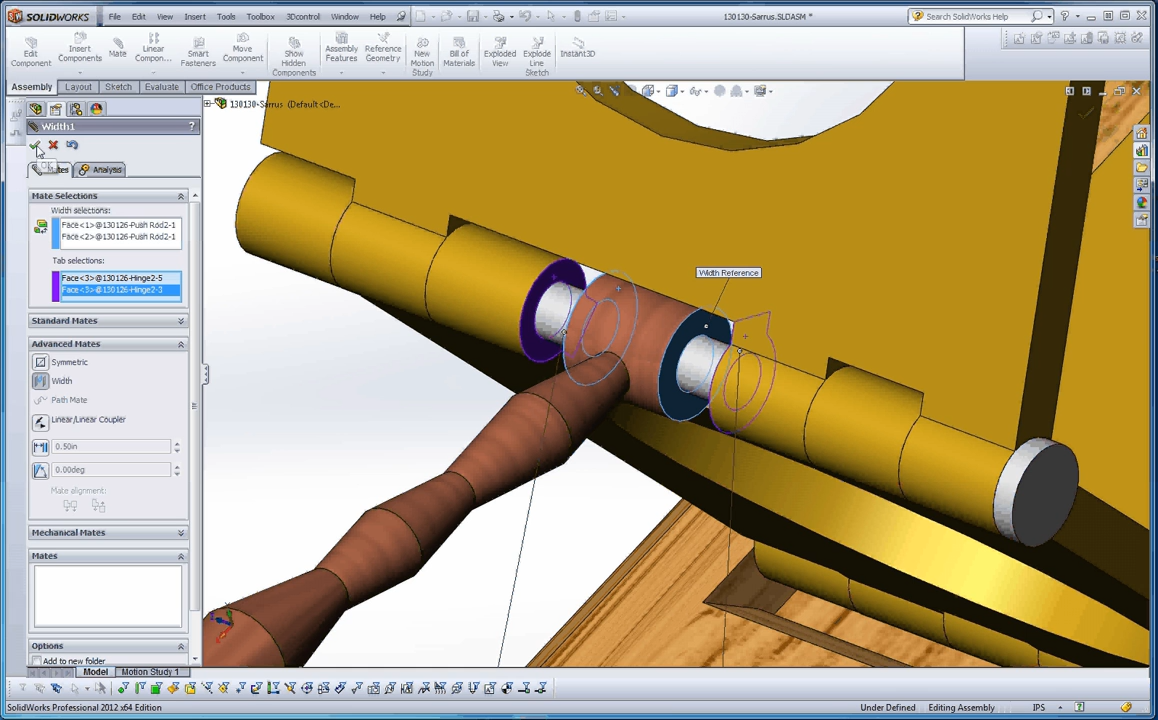 SOLIDWORKS File Edit View Insert Tools Toolbox 3Dcontrol Window Help 130130-Sarrus.SLDASM * Search SolidWorks Help
Edit Component
Insert Components
Mate
Linear Compon...
Smart Fasteners
Move Component
Show Hidden Components
Assembly Features
Reference Geometry
New Motion Study
Bill of Materials
Exploded View
Explode Line Sketch
Instant3D
Assembly Layout Sketch Evaluate Office Products
130130-Sarrus (Default<De...
Width1 ?
OK
Analysis
Mate Selections
Width selections:
Face<1>@130126-Push Rod2-1
Face<2>@130126-Push Rod2-1
Tab selections:
Face<3>@130126-Hinge2-5
Face<3>@130126-Hinge2-3
Standard Mates
Advanced Mates
Symmetric
Width
Path Mate
Linear/Linear Coupler
0.50in
0.00deg
Mate alignment:
Mechanical Mates
Mates
Options
Add to new folder
Width Reference
Model Motion Study 1
SolidWorks Professional 2012 x64 Edition Under Defined Editing Assembly IPS